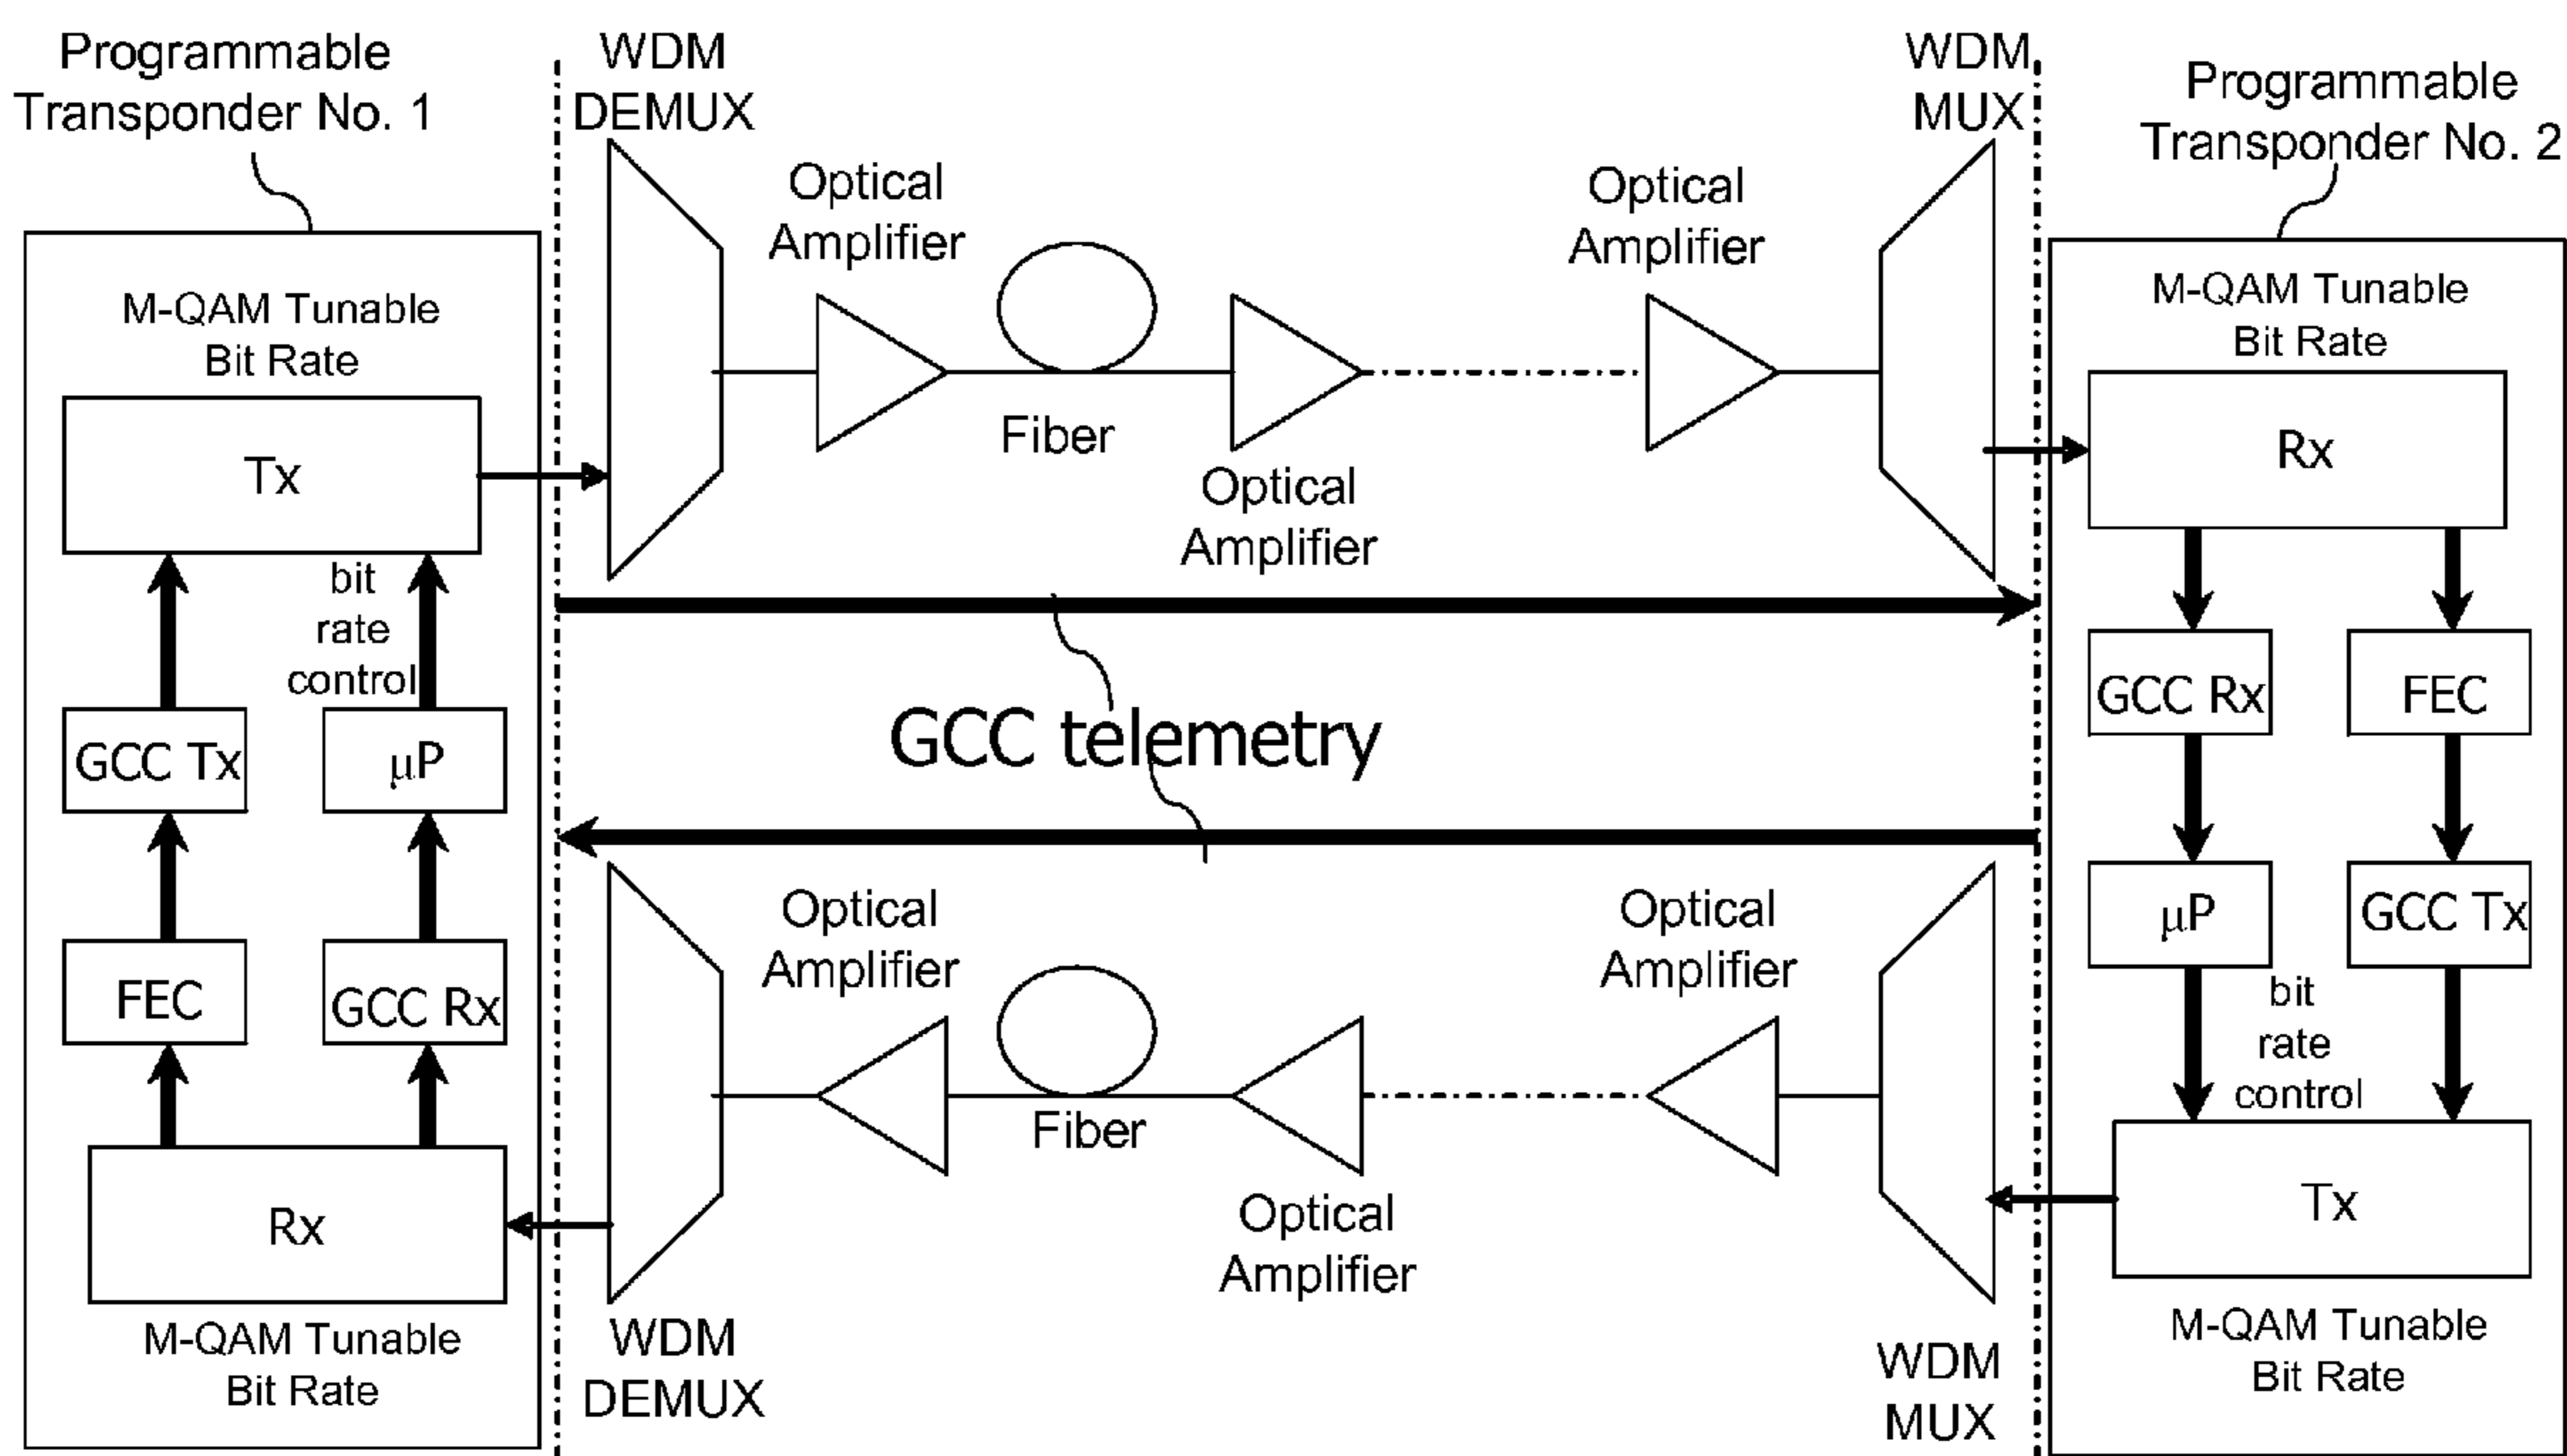 Programmable
Transponder No. 1
WDM
DEMUX
WDM
MUX
Programmable
Transponder No. 2
Optical
Amplifier
Optical
Amplifier
M-QAM Tunable
Bit Rate
M-QAM Tunable
Bit Rate
Tx
Fiber
Optical
Amplifier
Rx
bit
rate
control
GCC Tx
μP
GCC telemetry
GCC Rx
FEC
FEC
GCC Rx
Optical
Amplifier
Optical
Amplifier
μP
GCC Tx
bit
rate
control
Rx
Fiber
Optical
Amplifier
Tx
M-QAM Tunable
Bit Rate
WDM
DEMUX
WDM
MUX
M-QAM Tunable
Bit Rate